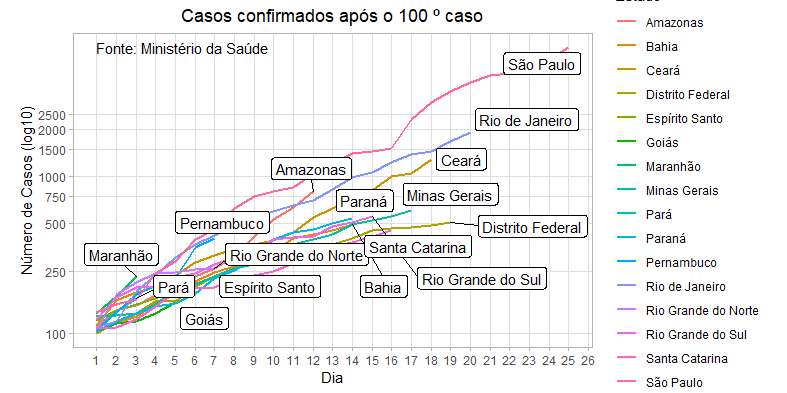 Casos confirmados após o 100 º caso
Fonte: Ministério da Saúde
Número de Casos (log10)
2500
2000
1500
1000
750
500
250
100
São Paulo
Rio de Janeiro
Ceará
Amazonas
Paraná
Minas Gerais
Pernambuco
Distrito Federal
Santa Catarina
Maranhão
Rio Grande do Norte
Rio Grande do Sul
Pará
Espírito Santo
Bahia
Goiás
1 2 3 4 5 6 7 8 9 10 11 12 13 14 15 16 17 18 19 20 21 22 23 24 25 26
Dia
Amazonas
Bahia
Ceará
Distrito Federal
Espírito Santo
Goiás
Maranhão
Minas Gerais
Pará
Paraná
Pernambuco
Rio de Janeiro
Rio Grande do Norte
Rio Grande do Sul
Santa Catarina
São Paulo